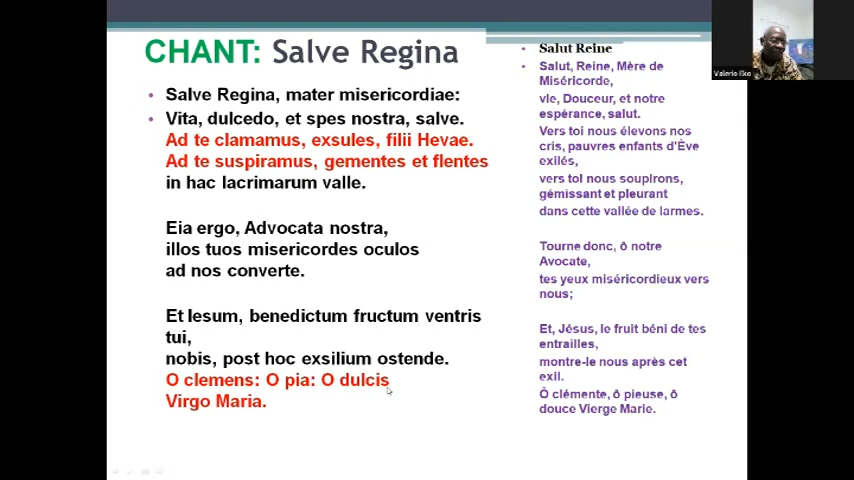 CHANT: Salve Regina
• Salve Regina, mater misericordiae:
• Vita, dulcedo, et spes nostra, salve.
Ad te clamamus, exsules, filii Hevae.
Ad te suspiramus, gementes et flentes
in hac lacrimarum valle.
Eia ergo, Advocata nostra,
illos tuos misericordes oculos
ad nos converte.
Et Iesum, benedictum fructum ventris
tui,
nobis, post hoc exsilium ostende.
O clemens: O pia: O dulcis
Virgo Maria.
• Salut Reine
• Salut, Reine, Mère de
Miséricorde,
vie, Douceur, et notre
espérance, salut.
Vers toi nous élevons nos
cris, pauvres enfants d'Ève
exilés,
vers toi nous soupirons,
gémissant et pleurant
dans cette vallée de larmes.
Tourne donc, ô notre
Avocate,
tes yeux miséricordieux vers
nous;
Et, Jésus, le fruit béni de tes
entrailles,
montre-le nous après cet
exil.
Ô clémente, ô pieuse, ô
douce Vierge Marie.
Valerio Eko